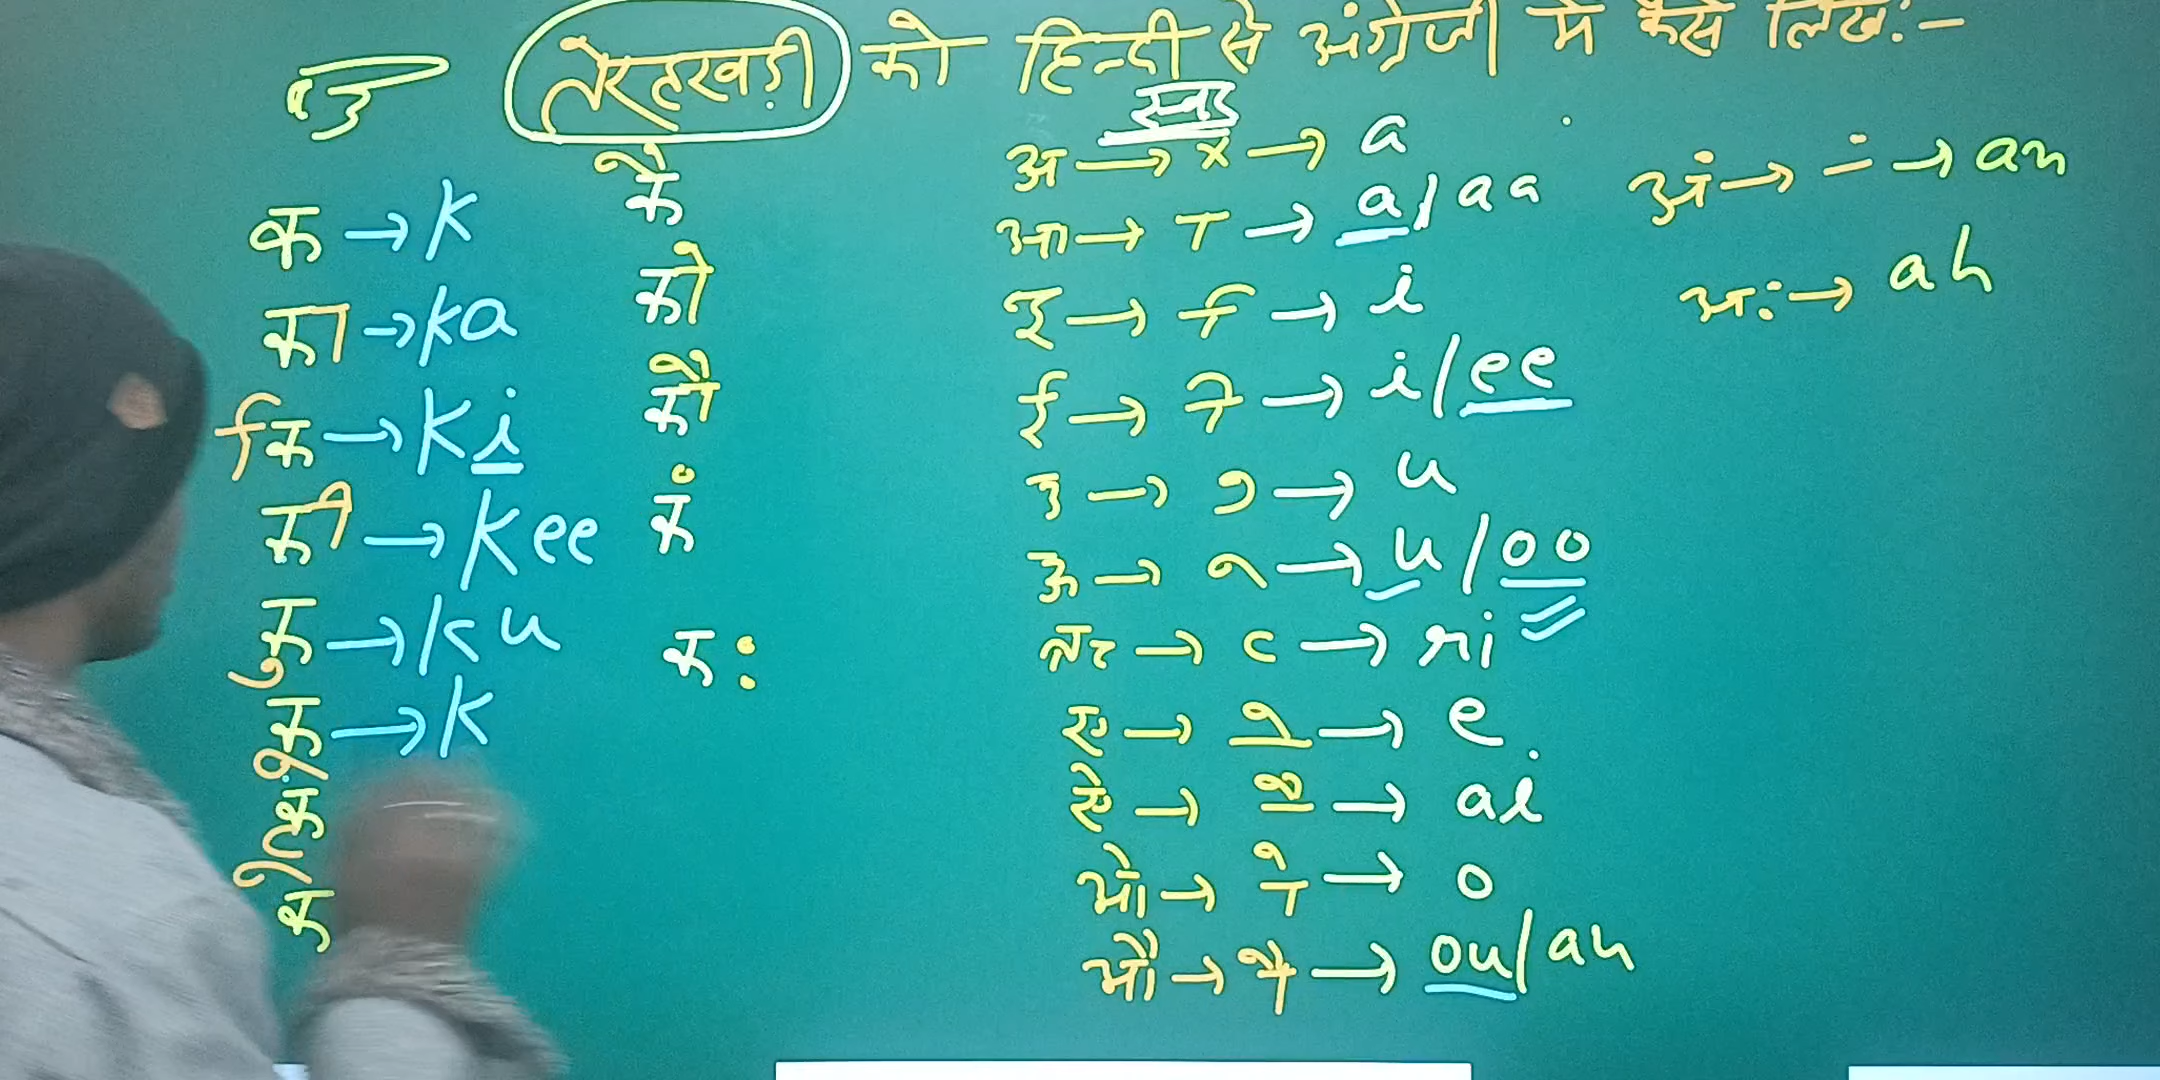 तेरहखड़ी को हिन्दी से अंग्रेजी में कैसे लिखें:-
स्वर
क → k
का → ka
कि → ki
की → kee
कु → ku
कू → k
कृ
के
कै
को
कौ
कं
क:
अ → x → a
आ → ा → a/aa
इ → ि → i
ई → ी → i/ee
उ → ु → u
ऊ → ू → u/oo
ऋ → ृ → ri
ए → े → e
ऐ → ै → ai
ओ → ो → o
औ → ौ → ou/au
अं → ं → an
अ: → ah